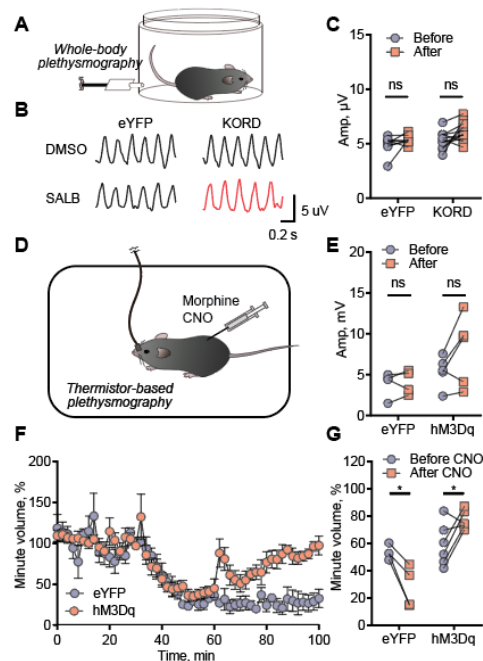 A
Whole-body
plethysmography
B
eYFP
KORD
DMSO
SALB
5 uV
0.2 s
C
Before
After
Amp, µV
15
10
5
0
ns
ns
eYFP
KORD
D
Morphine
CNO
Thermistor-based
plethysmography
E
Before
After
Amp, mV
20
15
10
5
0
ns
ns
eYFP
hM3Dq
F
Minute volume, %
200
150
100
50
0
eYFP
hM3Dq
0
20
40
60
80
100
Time, min
G
Before CNO
After CNO
Minute volume, %
120
100
80
60
40
20
0
*
*
eYFP
hM3Dq